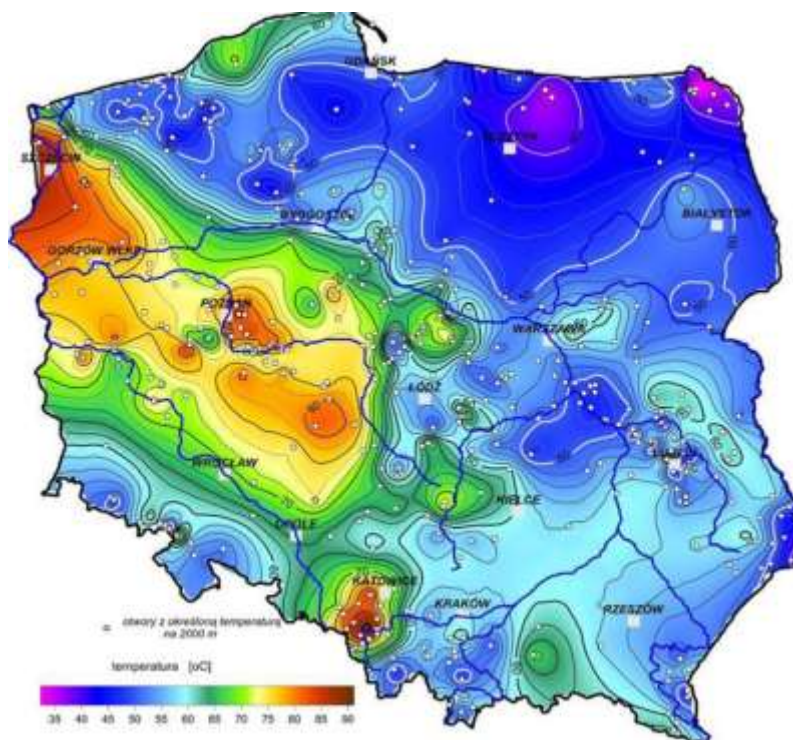 GDAŃSK
SZCZECIN
OLSZTYN
BIAŁYSTOK
BYDGOSZCZ
GORZÓW WLKP.
POZNAŃ
WARSZAWA
ŁÓDŹ
WROCŁAW
LUBLIN
KIELCE
OPOLE
KATOWICE
KRAKÓW
RZESZÓW
otwory z określoną temperaturą
na 2000 m
temperatura [oC]
35 40 45 50 55 60 65 70 75 80 85 90